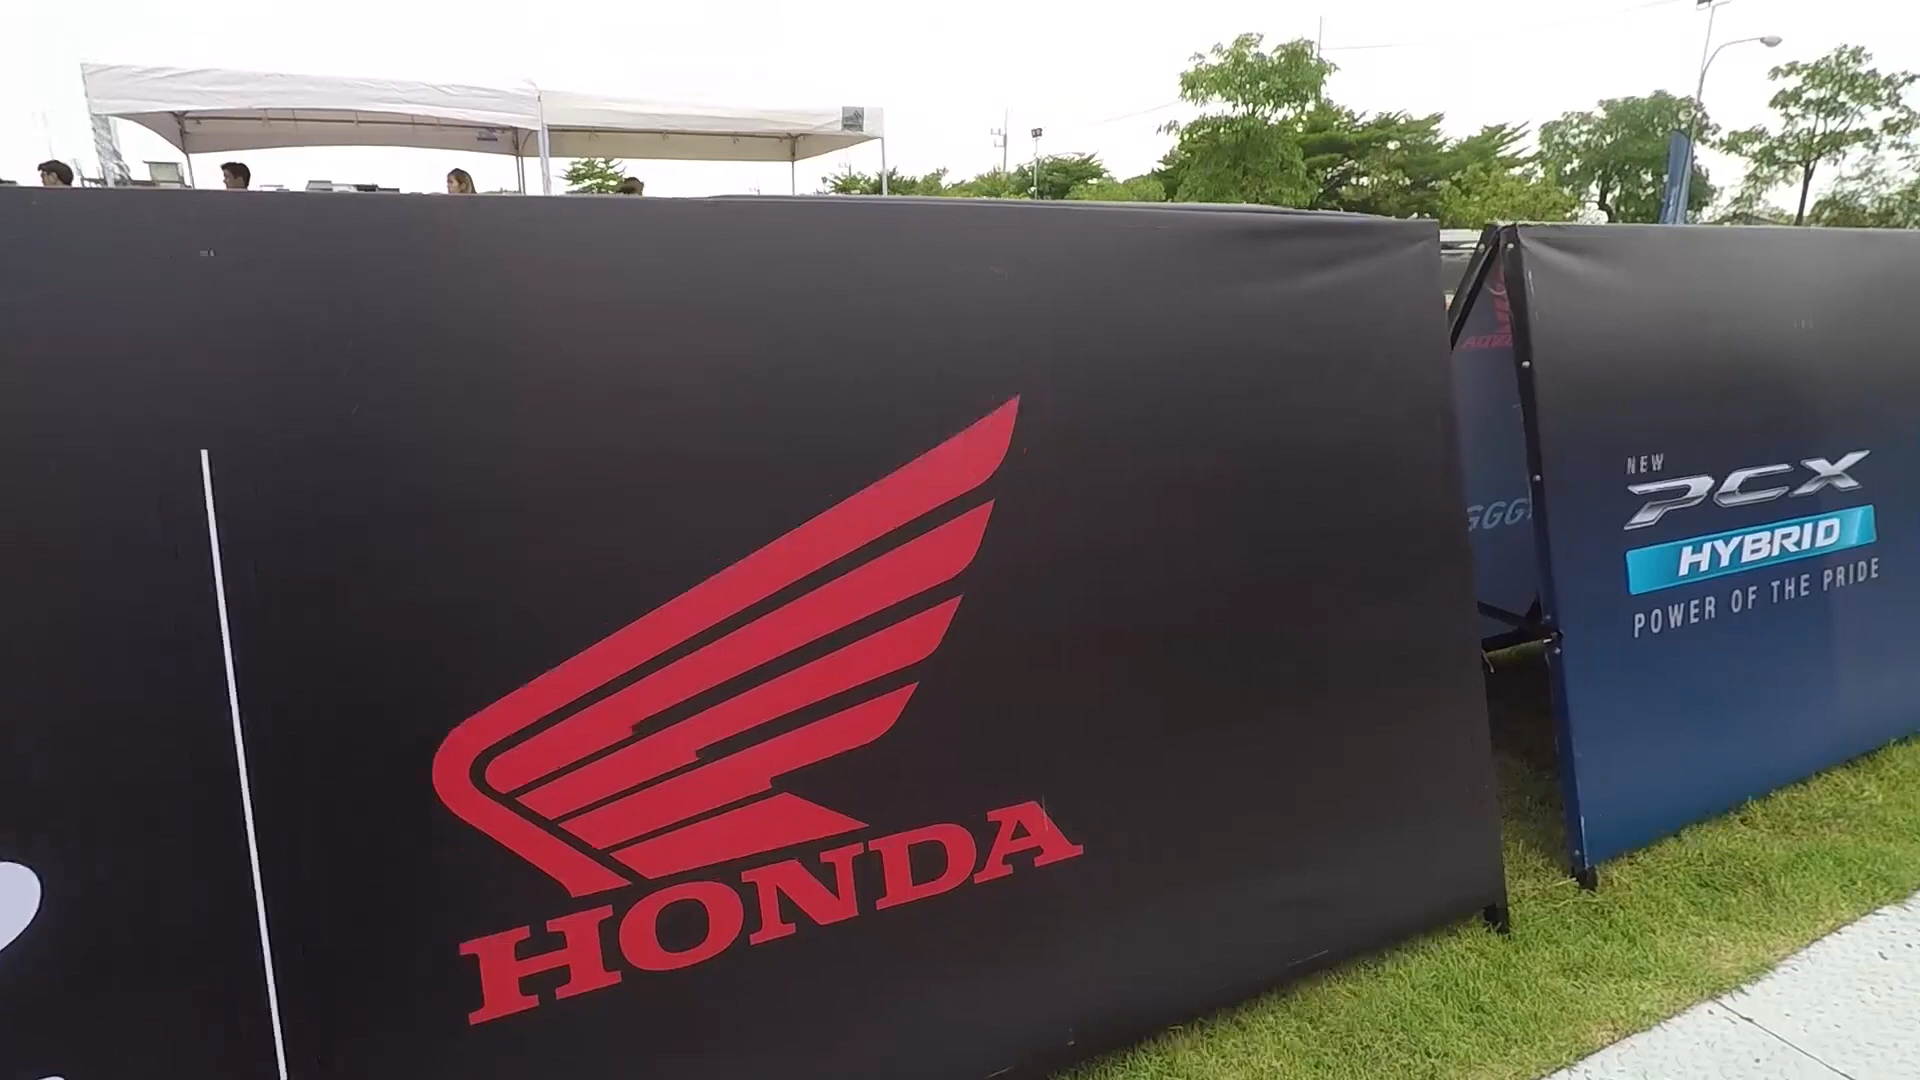 HONDA
NEW
PCX
HYBRID
POWER OF THE PRIDE